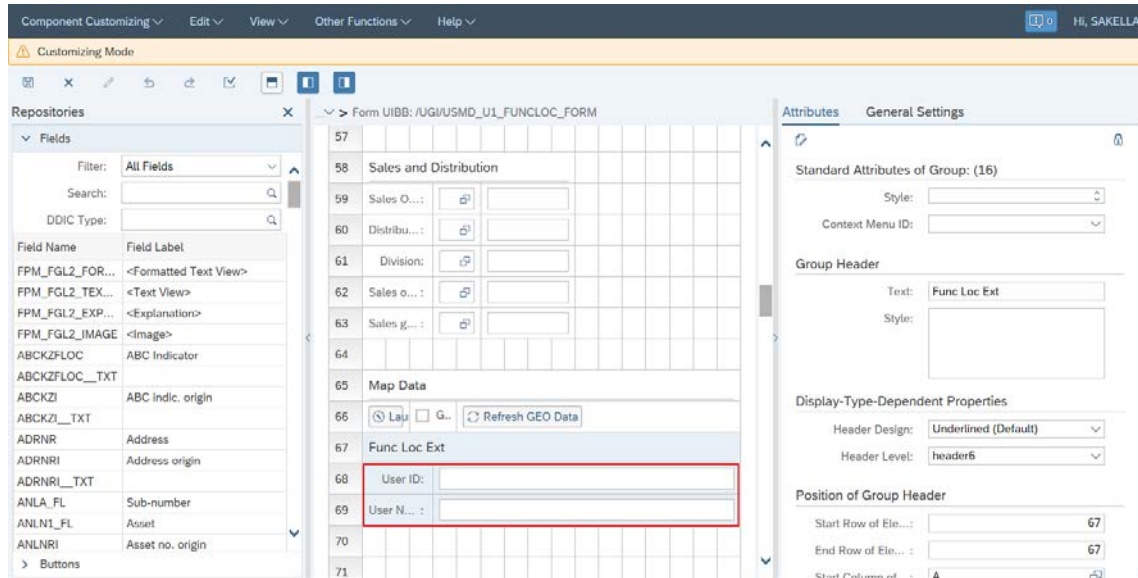 Component Customizing Edit View Other Functions Help 0 Hi, SAKELLA
Customizing Mode
Repositories
Fields
Filter: All Fields
Search:
DDIC Type:
Field Name Field Label
FPM_FGL2_FOR... <Formatted Text View>
FPM_FGL2_TEX... <Text View>
FPM_FGL2_EXP... <Explanation>
FPM_FGL2_IMAGE <Image>
ABCKZFLOC ABC Indicator
ABCKZFLOC__TXT
ABCKZI ABC indic. origin
ABCKZI__TXT
ADRNR Address
ADRNRI Address origin
ADRNRI__TXT
ANLA_FL Sub-number
ANLN1_FL Asset
ANLNRI Asset no. origin
> Buttons
... > Form UIBB: /UGI/USMD_U1_FUNCLOC_FORM
57
58 Sales and Distribution
59 Sales O...:
60 Distribu...:
61 Division:
62 Sales o...:
63 Sales g...:
64
65 Map Data
66 Lau G.. Refresh GEO Data
67 Func Loc Ext
68 User ID:
69 User N... :
70
71
Attributes General Settings
Standard Attributes of Group: (16)
Style:
Context Menu ID:
Group Header
Text: Func Loc Ext
Style:
Display-Type-Dependent Properties
Header Design: Underlined (Default)
Header Level: header6
Position of Group Header
Start Row of Ele...: 67
End Row of Ele... : 67
Start Column of ... : A